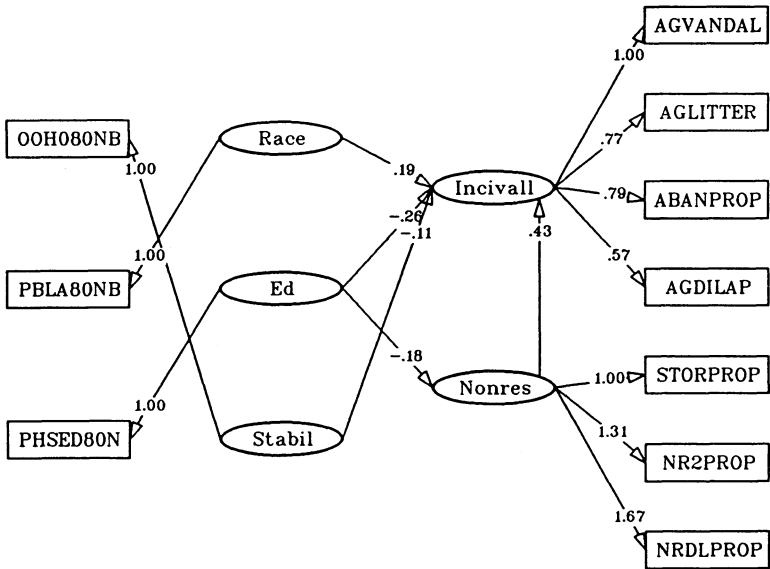 AGVANDAL
1.00
AGLITTER
.77
OOH080NB
Race
1.00
.19
Incivall
.79
ABANPROP
-.26
-.11
.43
.57
1.00
PBLA80NB
Ed
AGDILAP
-.18
Nonres
1.00
STORPROP
1.00
PHSED80N
Stabil
1.31
NR2PROP
1.67
NRDLPROP